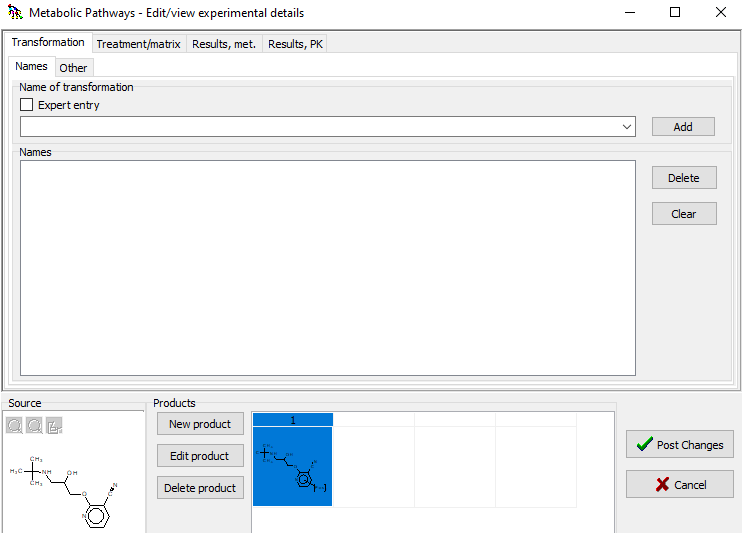 Metabolic Pathways - Edit/view experimental details
Transformation Treatment/matrix Results, met. Results, PK
Names Other
Name of transformation
Expert entry
Add
Names
Delete
Clear
Source
Products
New product
Edit product
Delete product
1
Post Changes
Cancel
CH3
H3C
NH
OH
CH3
O
N
N
C